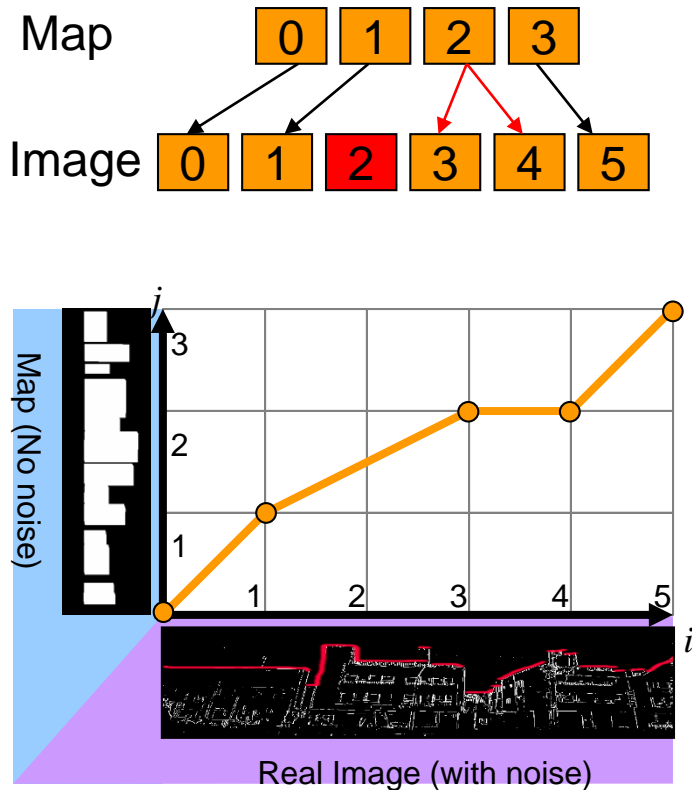 Map 0 1 2 3
Image 0 1 2 3 4 5
j
3
2
1
Map (No noise)
1 2 3 4 5
i
Real Image (with noise)